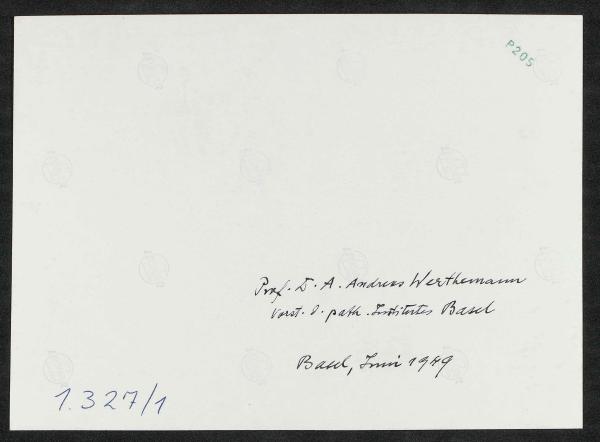 P205
Prof. D. A. Andreas Werthemann
Vorst. d. path. Institutes Basel
Basel, Juni 1949
1.327/1